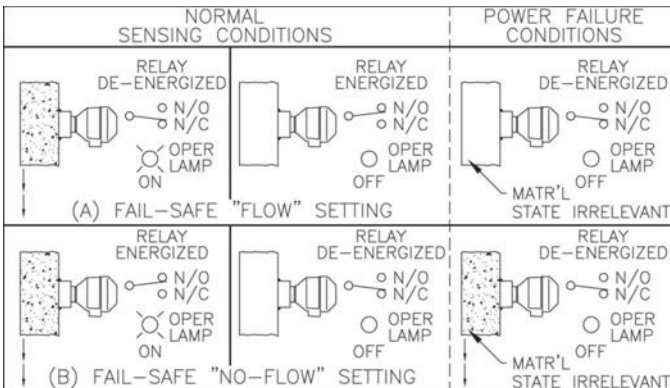 NORMAL
SENSING CONDITIONS
POWER FAILURE
CONDITIONS
RELAY
DE-ENERGIZED
N/O
N/C
OPER
LAMP
ON
RELAY
ENERGIZED
N/O
N/C
OPER
LAMP
OFF
RELAY
DE-ENERGIZED
N/O
N/C
OPER
LAMP
OFF
MATR'L
STATE IRRELEVANT
(A) FAIL-SAFE "FLOW" SETTING
RELAY
ENERGIZED
N/O
N/C
OPER
LAMP
ON
RELAY
DE-ENERGIZED
N/O
N/C
OPER
LAMP
OFF
RELAY
DE-ENERGIZED
N/O
N/C
OPER
LAMP
OFF
MATR'L
STATE IRRELEVANT
(B) FAIL-SAFE "NO-FLOW" SETTING